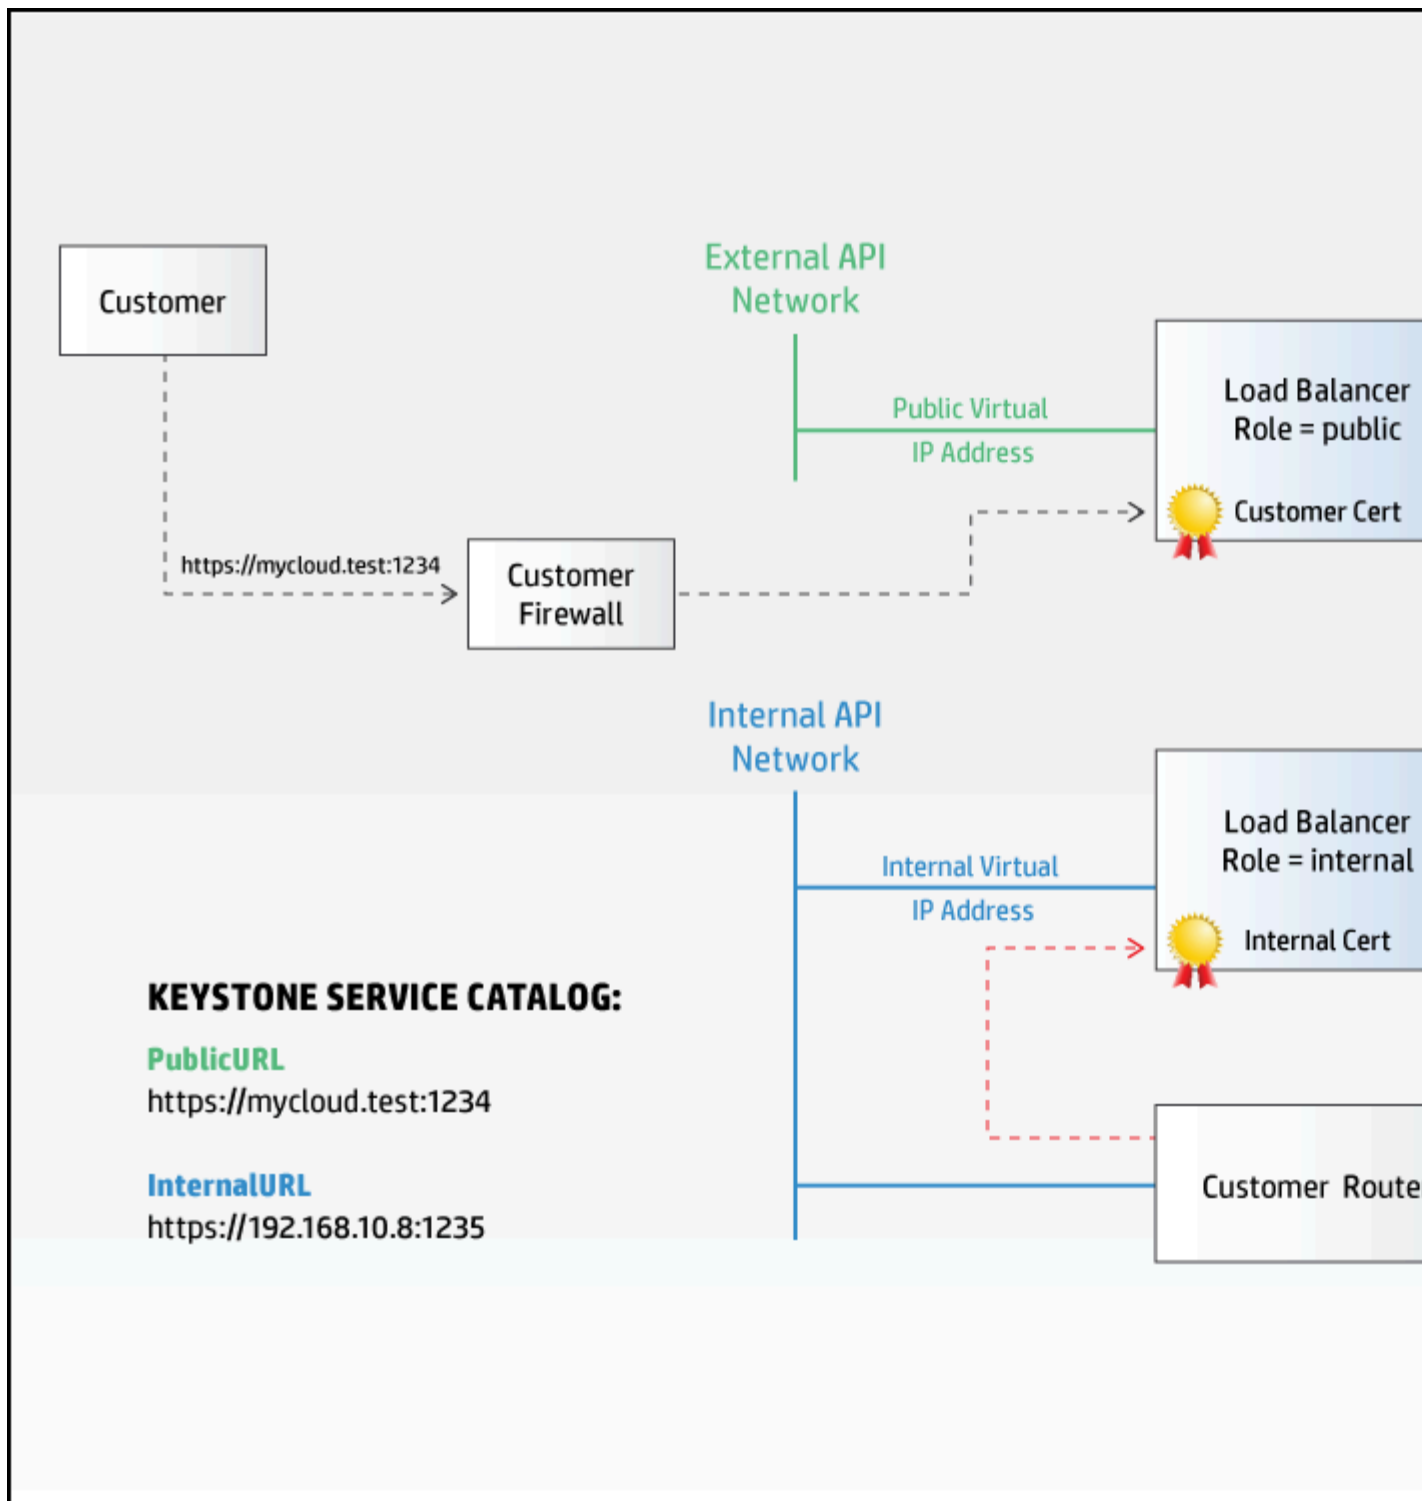 External API
Network
Customer
Load Balancer
Role = public
Public Virtual
IP Address
Customer Cert
https://mycloud.test:1234
Customer
Firewall
Internal API
Network
Load Balancer
Role = internal
Internal Virtual
IP Address
Internal Cert
KEYSTONE SERVICE CATALOG:
PublicURL
https://mycloud.test:1234
InternalURL
https://192.168.10.8:1235
Customer Route